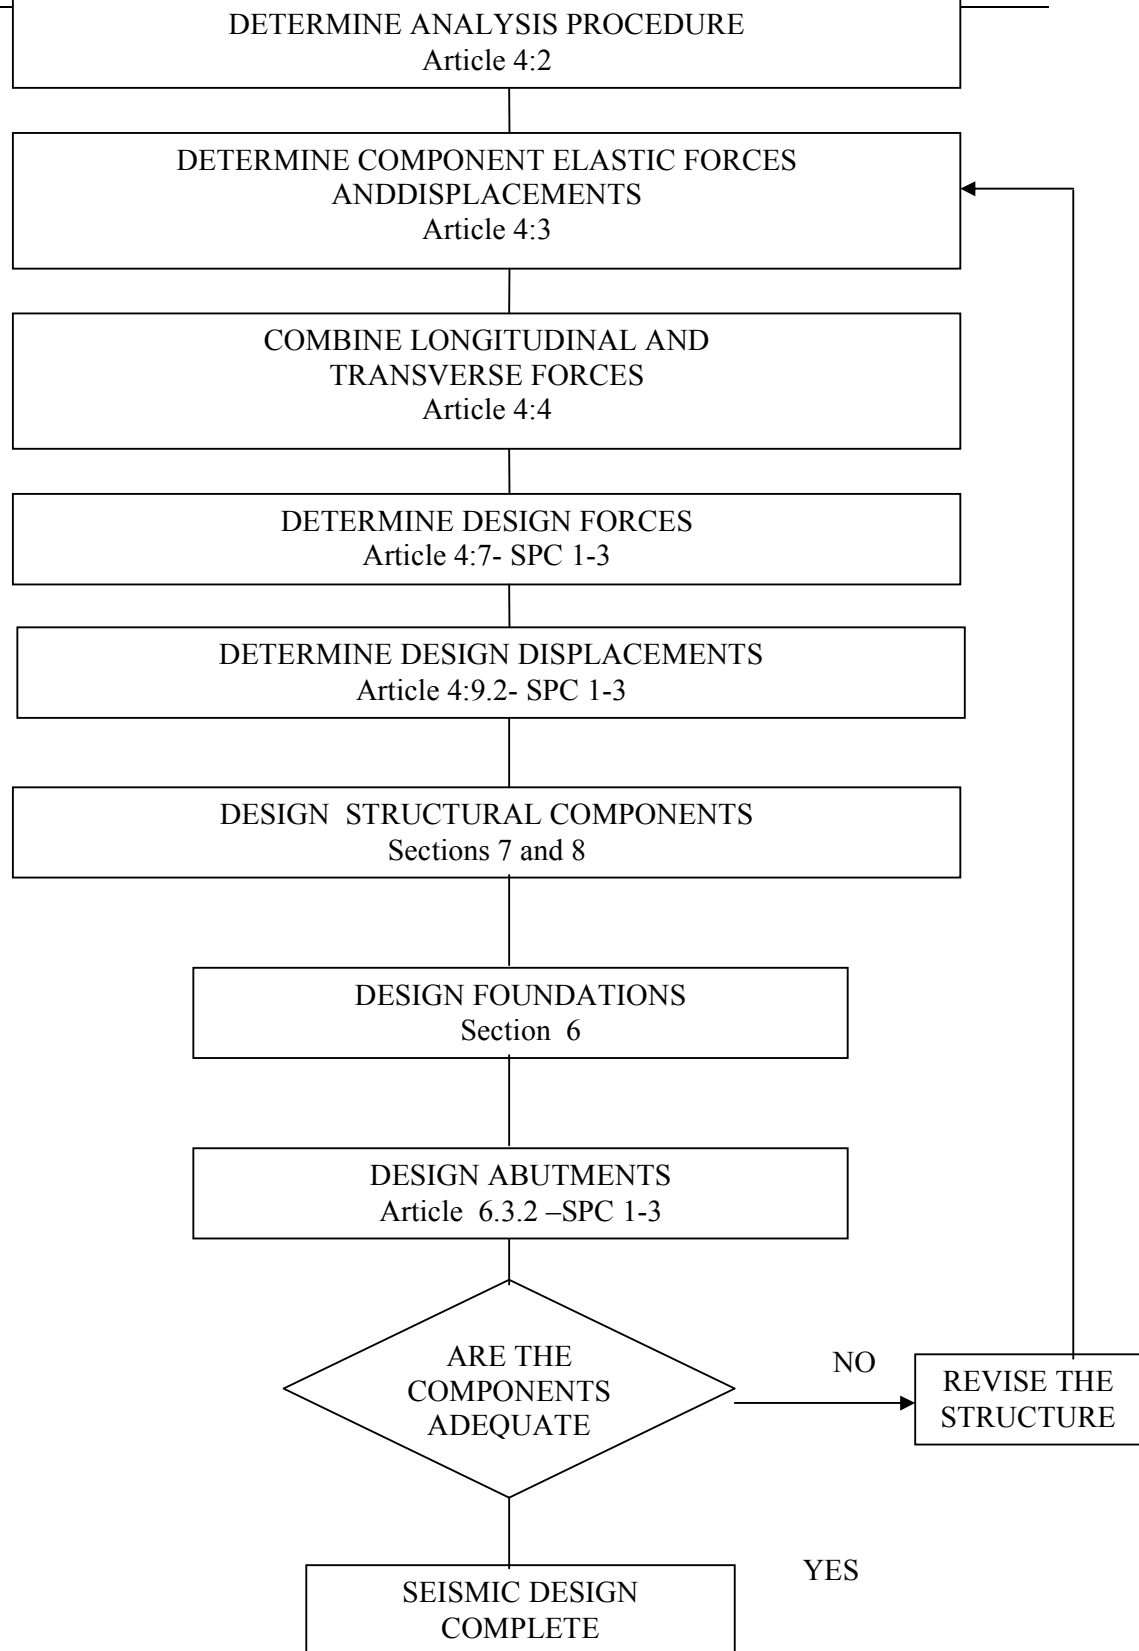 DETERMINE ANALYSIS PROCEDURE
Article 4:2
DETERMINE COMPONENT ELASTIC FORCES
ANDDISPLACEMENTS
Article 4:3
COMBINE LONGITUDINAL AND
TRANSVERSE FORCES
Article 4:4
DETERMINE DESIGN FORCES
Article 4:7- SPC 1-3
DETERMINE DESIGN DISPLACEMENTS
Article 4:9.2- SPC 1-3
DESIGN  STRUCTURAL COMPONENTS
Sections 7 and 8
DESIGN FOUNDATIONS
Section  6
DESIGN ABUTMENTS
Article  6.3.2 –SPC 1-3
ARE THE
COMPONENTS
ADEQUATE
NO
REVISE THE
STRUCTURE
YES
SEISMIC DESIGN
COMPLETE